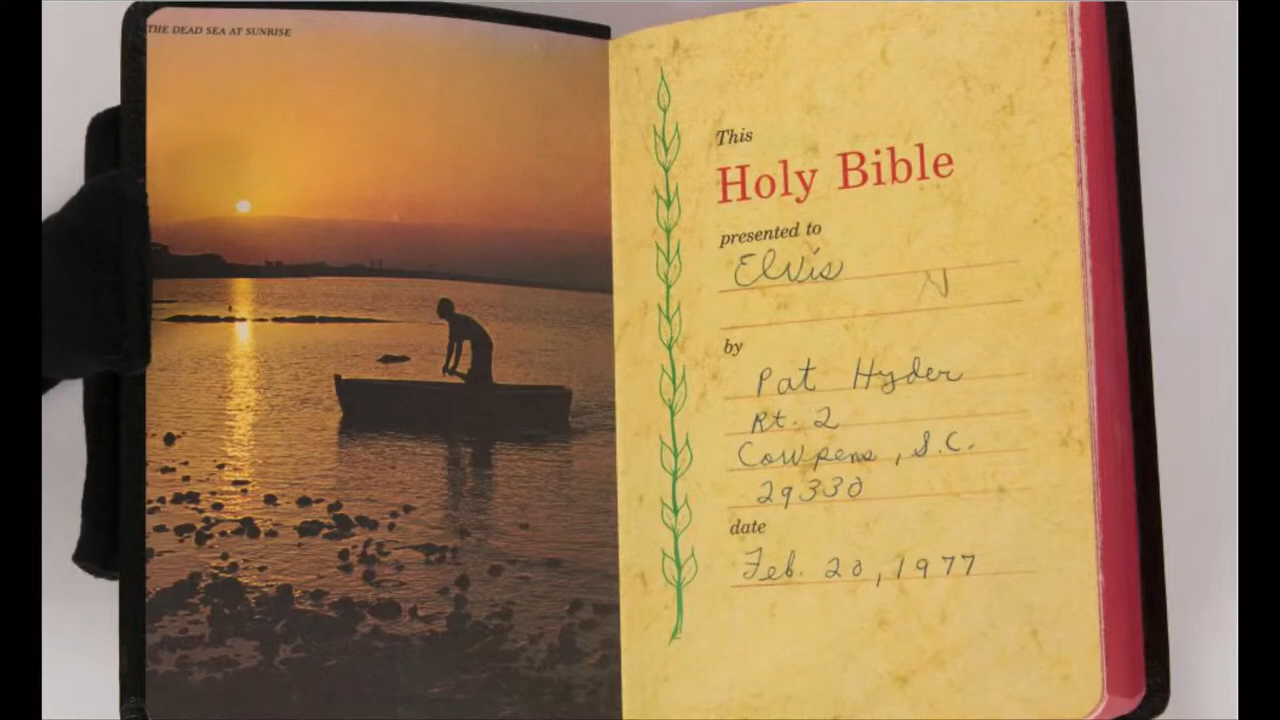 THE DEAD SEA AT SUNRISE
This
Holy Bible
presented to
Elvis
N
by
Pat Hyder
Rt. 2
Cowpens, S.C.
29330
date
Feb. 20, 1977